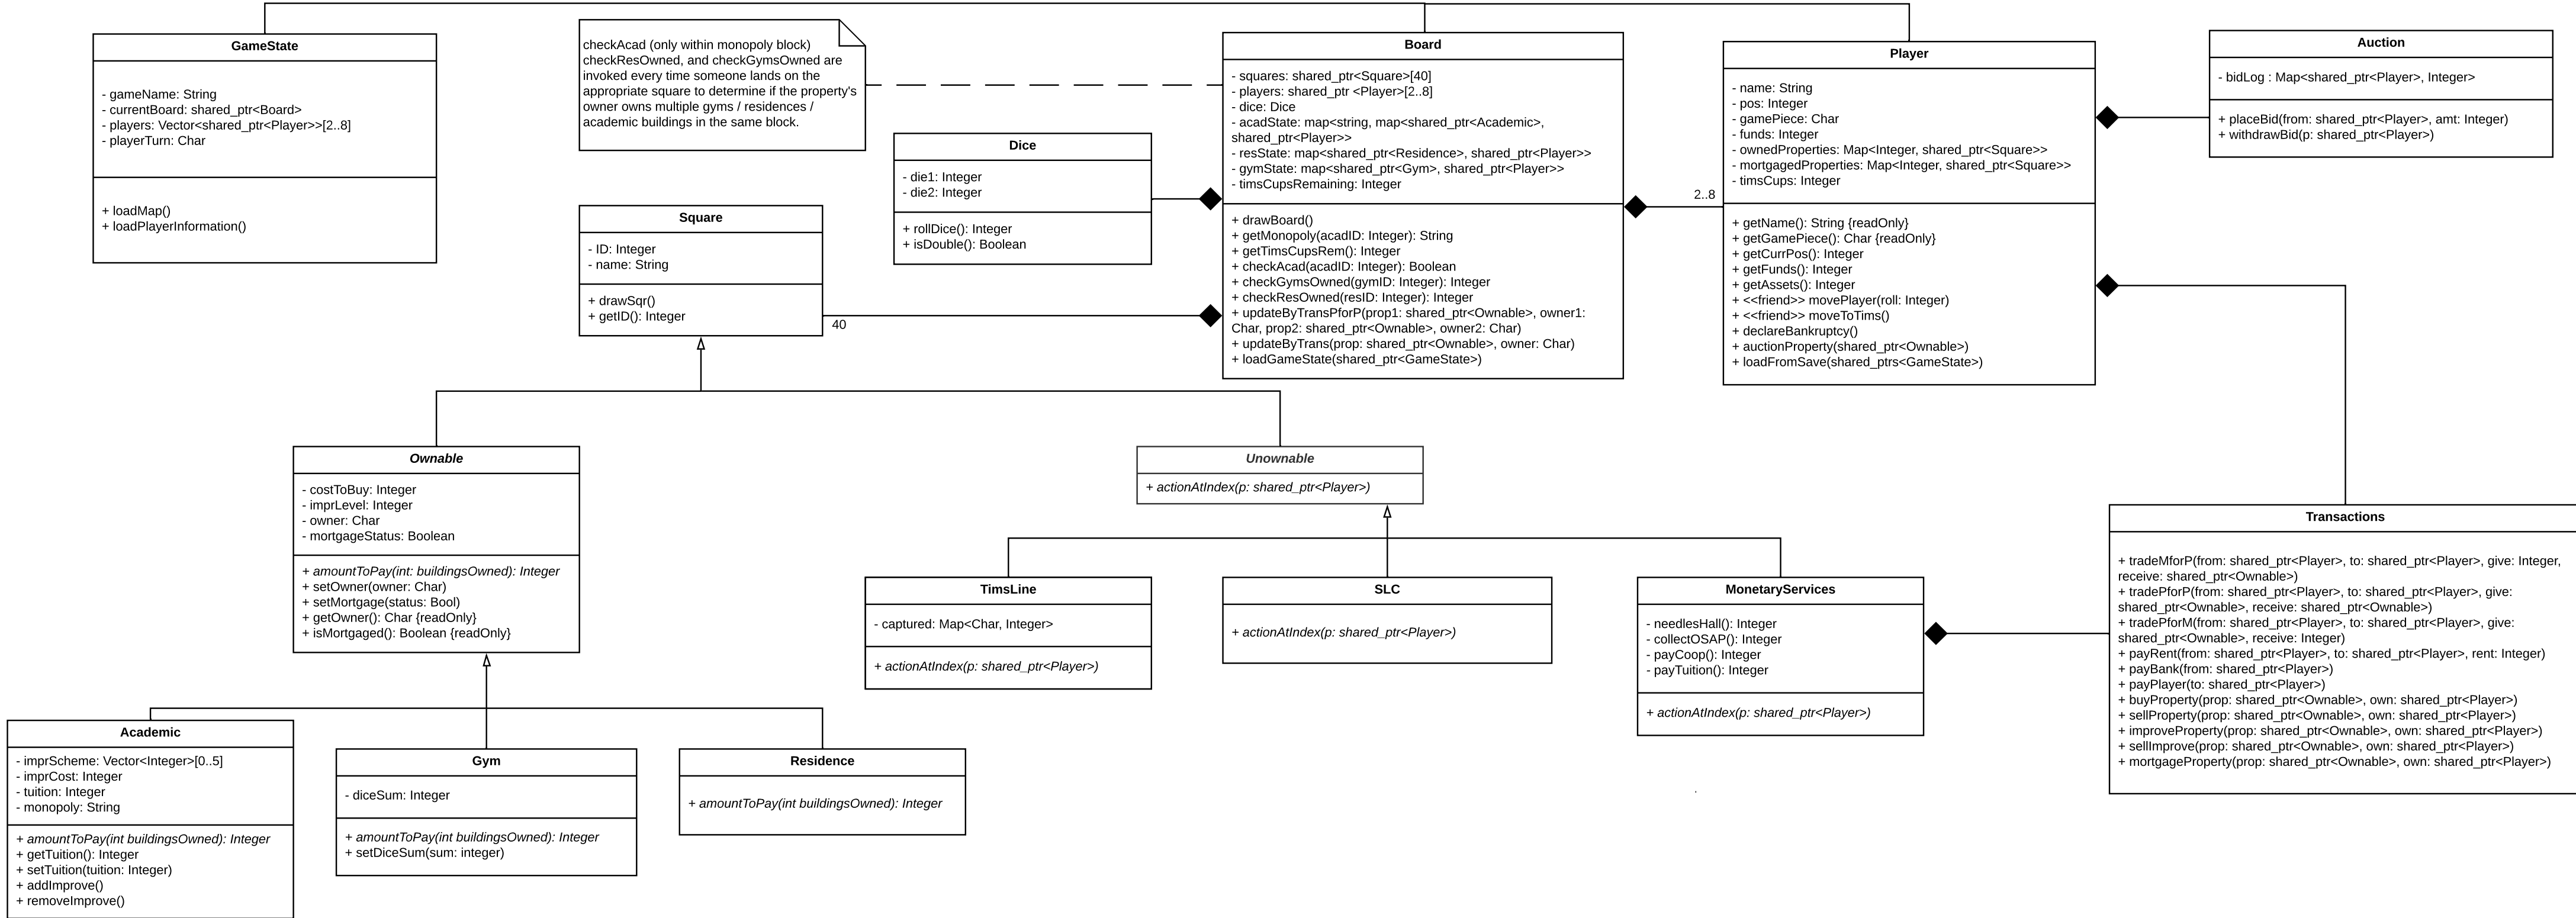 GameState
- gameName: String
- currentBoard: shared_ptr<Board>
- players: Vector<shared_ptr<Player>>[2..8]
- playerTurn: Char
+ loadMap()
+ loadPlayerInformation()
checkAcad (only within monopoly block)
checkResOwned, and checkGymsOwned are
invoked every time someone lands on the
appropriate square to determine if the property's
owner owns multiple gyms / residences /
academic buildings in the same block.
Dice
- die1: Integer
- die2: Integer
+ rollDice(): Integer
+ isDouble(): Boolean
Square
- ID: Integer
- name: String
+ drawSqr()
+ getID(): Integer
40
Board
- squares: shared_ptr<Square>[40]
- players: shared_ptr <Player>[2..8]
- dice: Dice
- acadState: map<string, map<shared_ptr<Academic>,
shared_ptr<Player>>
- resState: map<shared_ptr<Residence>, shared_ptr<Player>>
- gymState: map<shared_ptr<Gym>, shared_ptr<Player>>
- timsCupsRemaining: Integer
+ drawBoard()
+ getMonopoly(acadID: Integer): String
+ getTimsCupsRem(): Integer
+ checkAcad(acadID: Integer): Boolean
+ checkGymsOwned(gymID: Integer): Integer
+ checkResOwned(resID: Integer): Integer
+ updateByTransPforP(prop1: shared_ptr<Ownable>, owner1:
Char, prop2: shared_ptr<Ownable>, owner2: Char)
+ updateByTrans(prop: shared_ptr<Ownable>, owner: Char)
+ loadGameState(shared_ptr<GameState>)
2..8
Player
- name: String
- pos: Integer
- gamePiece: Char
- funds: Integer
- ownedProperties: Map<Integer, shared_ptr<Square>>
- mortgagedProperties: Map<Integer, shared_ptr<Square>>
- timsCups: Integer
+ getName(): String {readOnly}
+ getGamePiece(): Char {readOnly}
+ getCurrPos(): Integer
+ getFunds(): Integer
+ getAssets(): Integer
+ <<friend>> movePlayer(roll: Integer)
+ <<friend>> moveToTims()
+ declareBankruptcy()
+ auctionProperty(shared_ptr<Ownable>)
+ loadFromSave(shared_ptrs<GameState>)
Auction
- bidLog : Map<shared_ptr<Player>, Integer>
+ placeBid(from: shared_ptr<Player>, amt: Integer)
+ withdrawBid(p: shared_ptr<Player>)
Ownable
- costToBuy: Integer
- imprLevel: Integer
- owner: Char
- mortgageStatus: Boolean
+ amountToPay(int: buildingsOwned): Integer
+ setOwner(owner: Char)
+ setMortgage(status: Bool)
+ getOwner(): Char {readOnly}
+ isMortgaged(): Boolean {readOnly}
Unownable
+ actionAtIndex(p: shared_ptr<Player>)
TimsLine
- captured: Map<Char, Integer>
+ actionAtIndex(p: shared_ptr<Player>)
SLC
+ actionAtIndex(p: shared_ptr<Player>)
MonetaryServices
- needlesHall(): Integer
- collectOSAP(): Integer
- payCoop(): Integer
- payTuition(): Integer
+ actionAtIndex(p: shared_ptr<Player>)
Transactions
+ tradeMforP(from: shared_ptr<Player>, to: shared_ptr<Player>, give: Integer,
receive: shared_ptr<Ownable>)
+ tradePforP(from: shared_ptr<Player>, to: shared_ptr<Player>, give:
shared_ptr<Ownable>, receive: shared_ptr<Ownable>)
+ tradePforM(from: shared_ptr<Player>, to: shared_ptr<Player>, give:
shared_ptr<Ownable>, receive: Integer)
+ payRent(from: shared_ptr<Player>, to: shared_ptr<Player>, rent: Integer)
+ payBank(from: shared_ptr<Player>)
+ payPlayer(to: shared_ptr<Player>)
+ buyProperty(prop: shared_ptr<Ownable>, own: shared_ptr<Player>)
+ sellProperty(prop: shared_ptr<Ownable>, own: shared_ptr<Player>)
+ improveProperty(prop: shared_ptr<Ownable>, own: shared_ptr<Player>)
+ sellImprove(prop: shared_ptr<Ownable>, own: shared_ptr<Player>)
+ mortgageProperty(prop: shared_ptr<Ownable>, own: shared_ptr<Player>)
Academic
- imprScheme: Vector<Integer>[0..5]
- imprCost: Integer
- tuition: Integer
- monopoly: String
+ amountToPay(int buildingsOwned): Integer
+ getTuition(): Integer
+ setTuition(tuition: Integer)
+ addImprove()
+ removeImprove()
Gym
- diceSum: Integer
+ amountToPay(int buildingsOwned): Integer
+ setDiceSum(sum: integer)
Residence
+ amountToPay(int buildingsOwned): Integer